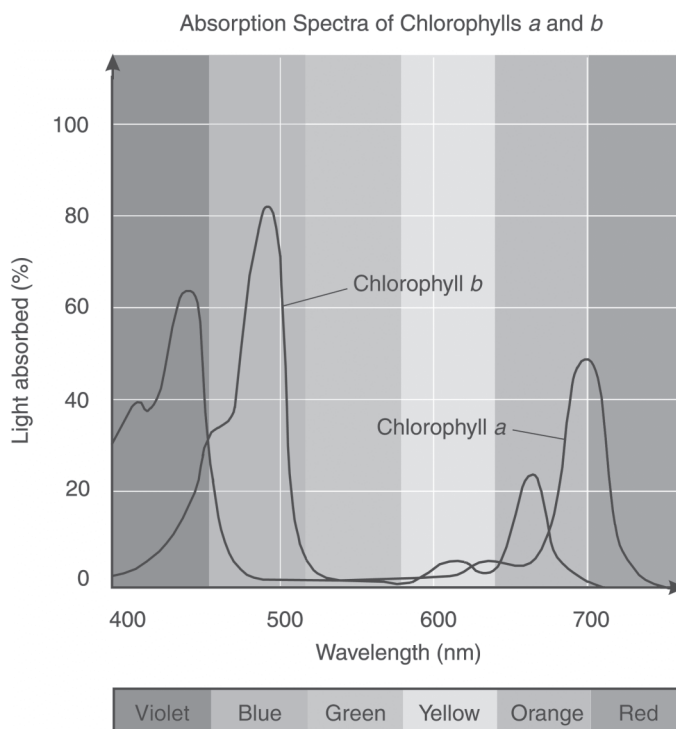 Absorption Spectra of Chlorophylls a and b
100
80
60
40
20
0
Light absorbed (%)
Chlorophyll b
Chlorophyll a
400 500 600 700
Wavelength (nm)
Violet Blue Green Yellow Orange Red